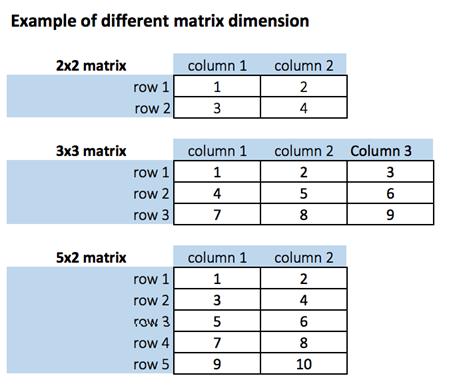 Example of different matrix dimension
2x2 matrix column 1 column 2
row 1 1 2
row 2 3 4
3x3 matrix column 1 column 2 Column 3
row 1 1 2 3
row 2 4 5 6
row 3 7 8 9
5x2 matrix column 1 column 2
row 1 1 2
row 2 3 4
row 3 5 6
row 4 7 8
row 5 9 10